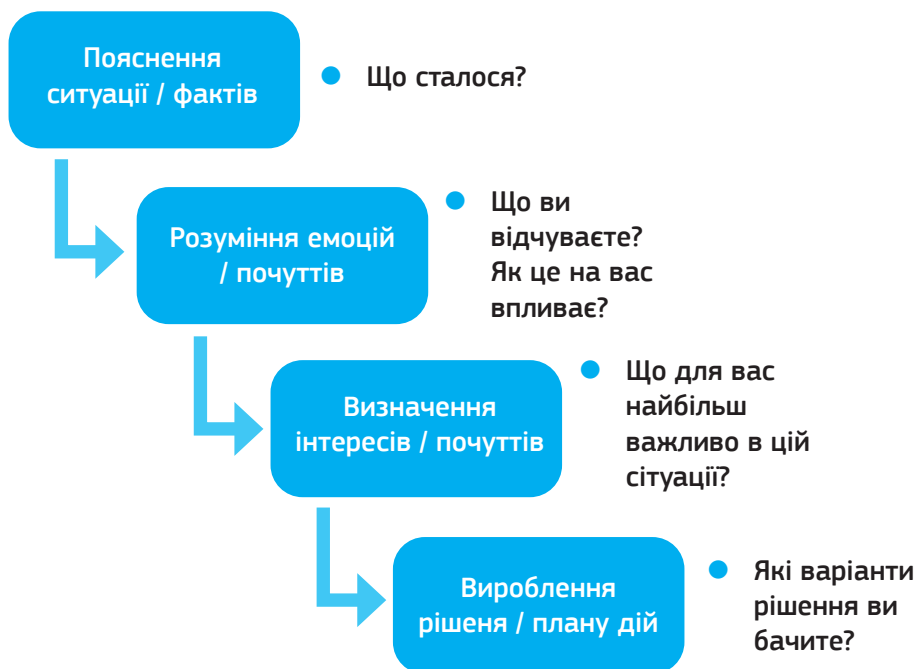 Пояснення
ситуації / фактів
Що сталося?
Розуміння емоцій
/ почуттів
Що ви
відчуваєте?
Як це на вас
впливає?
Визначення
інтересів / почуттів
Що для вас
найбільш
важливо в цій
сітуації?
Вироблення
рішеня / плану дій
Які варіанти
рішення ви
бачите?